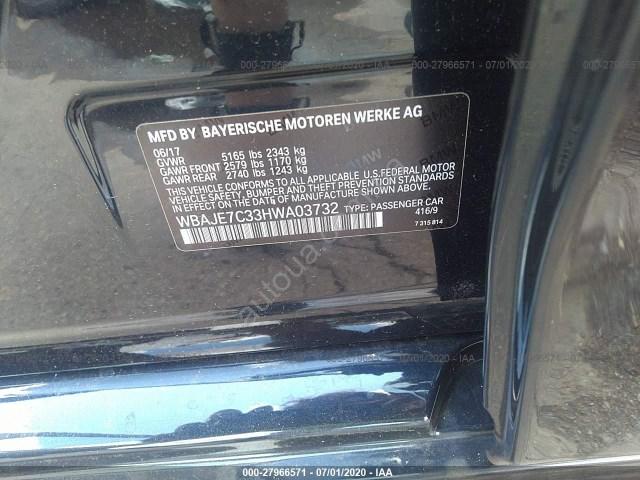 000-27966571 | 07/01/2020 | IAA
MFD BY BAYERISCHE MOTOREN WERKE AG
06/17
GVWR 5165 lbs 2343 kg
GAWR FRONT 2579 lbs 1170 kg
GAWR REAR 2740 lbs 1243 kg
THIS VEHICLE CONFORMS TO ALL APPLICABLE U.S.FEDERAL MOTOR
VEHICLE SAFETY, BUMPER, AND THEFT PREVENTION STANDARDS
IN EFFECT ON THE DATE OF MANUFACTURE SHOWN ABOVE.
WBAJE7C33HWA03732 TYPE: PASSENGER CAR
416/9
7 315 814
autoua
000-27966571 | 07/01/2020 | IAA